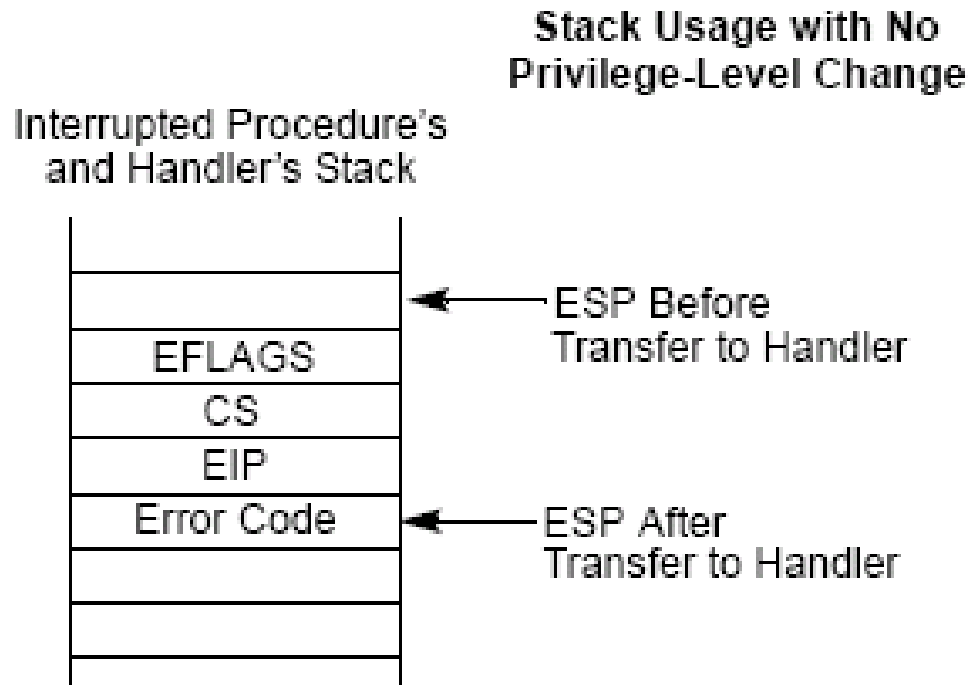 Stack Usage with No
Privilege-Level Change
Interrupted Procedure's
and Handler's Stack
ESP Before
Transfer to Handler
EFLAGS
CS
EIP
Error Code
ESP After
Transfer to Handler